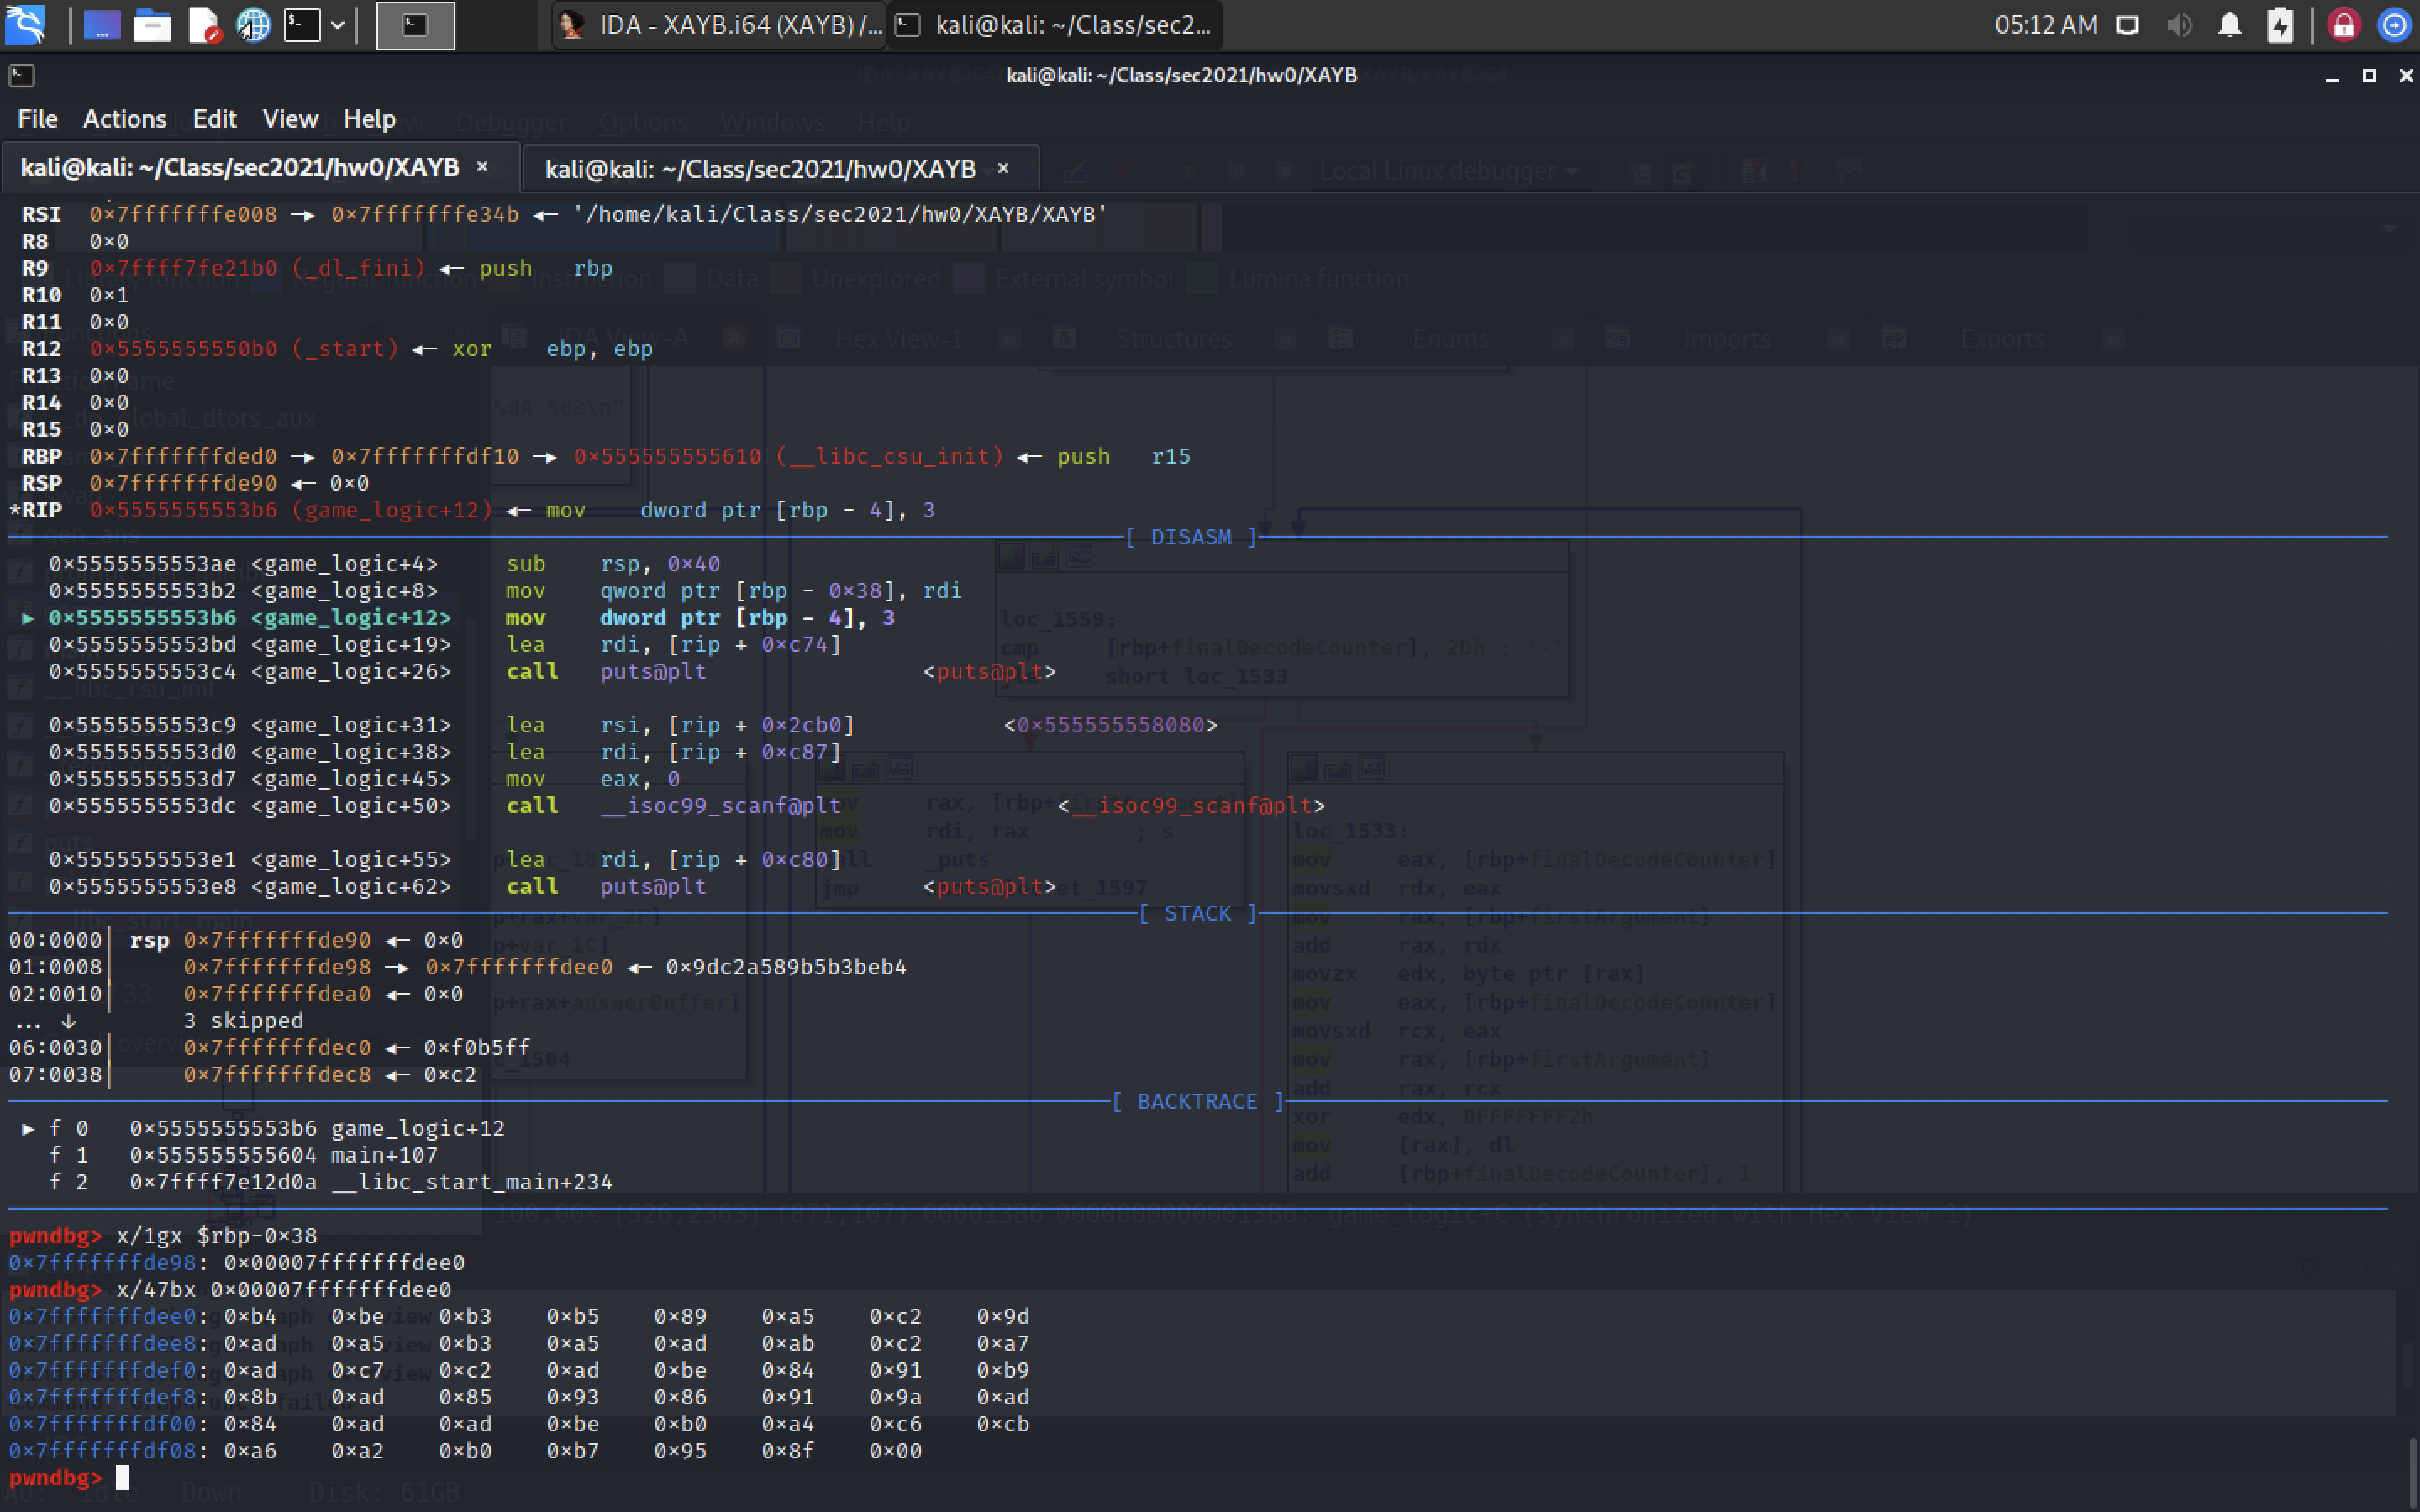 IDA - XAYB.i64 (XAYB) /... kali@kali: ~/Class/sec2... 05:12 AM
kali@kali: ~/Class/sec2021/hw0/XAYB
File Actions Edit View Help
kali@kali: ~/Class/sec2021/hw0/XAYB × kali@kali: ~/Class/sec2021/hw0/XAYB ×
RSI 0×7fffffffe008 —▸ 0×7fffffffe34b ◂— '/home/kali/Class/sec2021/hw0/XAYB/XAYB'
R8 0×0
R9 0×7ffff7fe21b0 (_dl_fini) ◂— push rbp
R10 0×1
R11 0×0
R12 0×5555555550b0 (_start) ◂— xor ebp, ebp
R13 0×0
R14 0×0
R15 0×0
RBP 0×7fffffffded0 —▸ 0×7fffffffdf10 —▸ 0×555555555610 (__libc_csu_init) ◂— push r15
RSP 0×7fffffffde90 ◂— 0×0
*RIP 0×5555555553b6 (game_logic+12) ◂— mov dword ptr [rbp - 4], 3
[ DISASM ]
0×5555555553ae <game_logic+4> sub rsp, 0×40
0×5555555553b2 <game_logic+8> mov qword ptr [rbp - 0×38], rdi
► 0×5555555553b6 <game_logic+12> mov dword ptr [rbp - 4], 3
0×5555555553bd <game_logic+19> lea rdi, [rip + 0×c74]
0×5555555553c4 <game_logic+26> call puts@plt <puts@plt>
0×5555555553c9 <game_logic+31> lea rsi, [rip + 0×2cb0] <0×555555558080>
0×5555555553d0 <game_logic+38> lea rdi, [rip + 0×c87]
0×5555555553d7 <game_logic+45> mov eax, 0
0×5555555553dc <game_logic+50> call __isoc99_scanf@plt <__isoc99_scanf@plt>
0×5555555553e1 <game_logic+55> lea rdi, [rip + 0×c80]
0×5555555553e8 <game_logic+62> call puts@plt <puts@plt>
[ STACK ]
00:0000│ rsp 0×7fffffffde90 ◂— 0×0
01:0008│ 0×7fffffffde98 —▸ 0×7fffffffdee0 ◂— 0×9dc2a589b5b3beb4
02:0010│ 0×7fffffffdea0 ◂— 0×0
... ↓ 3 skipped
06:0030│ 0×7fffffffdec0 ◂— 0×f0b5ff
07:0038│ 0×7fffffffdec8 ◂— 0×c2
[ BACKTRACE ]
► f 0 0×5555555553b6 game_logic+12
f 1 0×555555555604 main+107
f 2 0×7ffff7e12d0a __libc_start_main+234
pwndbg> x/1gx $rbp-0×38
0×7fffffffde98: 0×00007fffffffdee0
pwndbg> x/47bx 0×00007fffffffdee0
0×7fffffffdee0: 0×b4 0×be 0×b3 0×b5 0×89 0×a5 0×c2 0×9d
0×7fffffffdee8: 0×ad 0×a5 0×b3 0×a5 0×ad 0×ab 0×c2 0×a7
0×7fffffffdef0: 0×ad 0×c7 0×c2 0×ad 0×be 0×84 0×91 0×b9
0×7fffffffdef8: 0×8b 0×ad 0×85 0×93 0×86 0×91 0×9a 0×ad
0×7fffffffdf00: 0×84 0×ad 0×ad 0×be 0×b0 0×a4 0×c6 0×cb
0×7fffffffdf08: 0×a6 0×a2 0×b0 0×b7 0×95 0×8f 0×00
pwndbg>